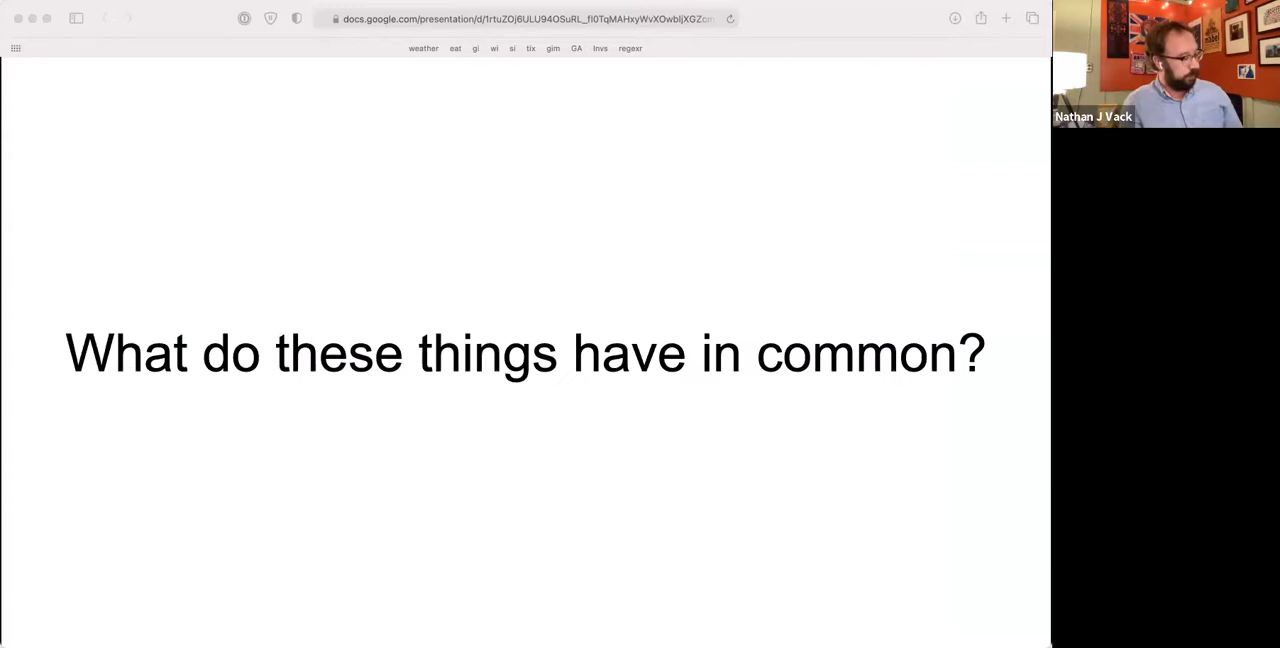 docs.google.com/presentation/d/1rtuZOj6ULU94OSuRL_fI0TqMAHxyWvXOwbIjXGZcm
weather eat gi wi si tix gim GA Invs regexr
What do these things have in common?
Nathan J Vack